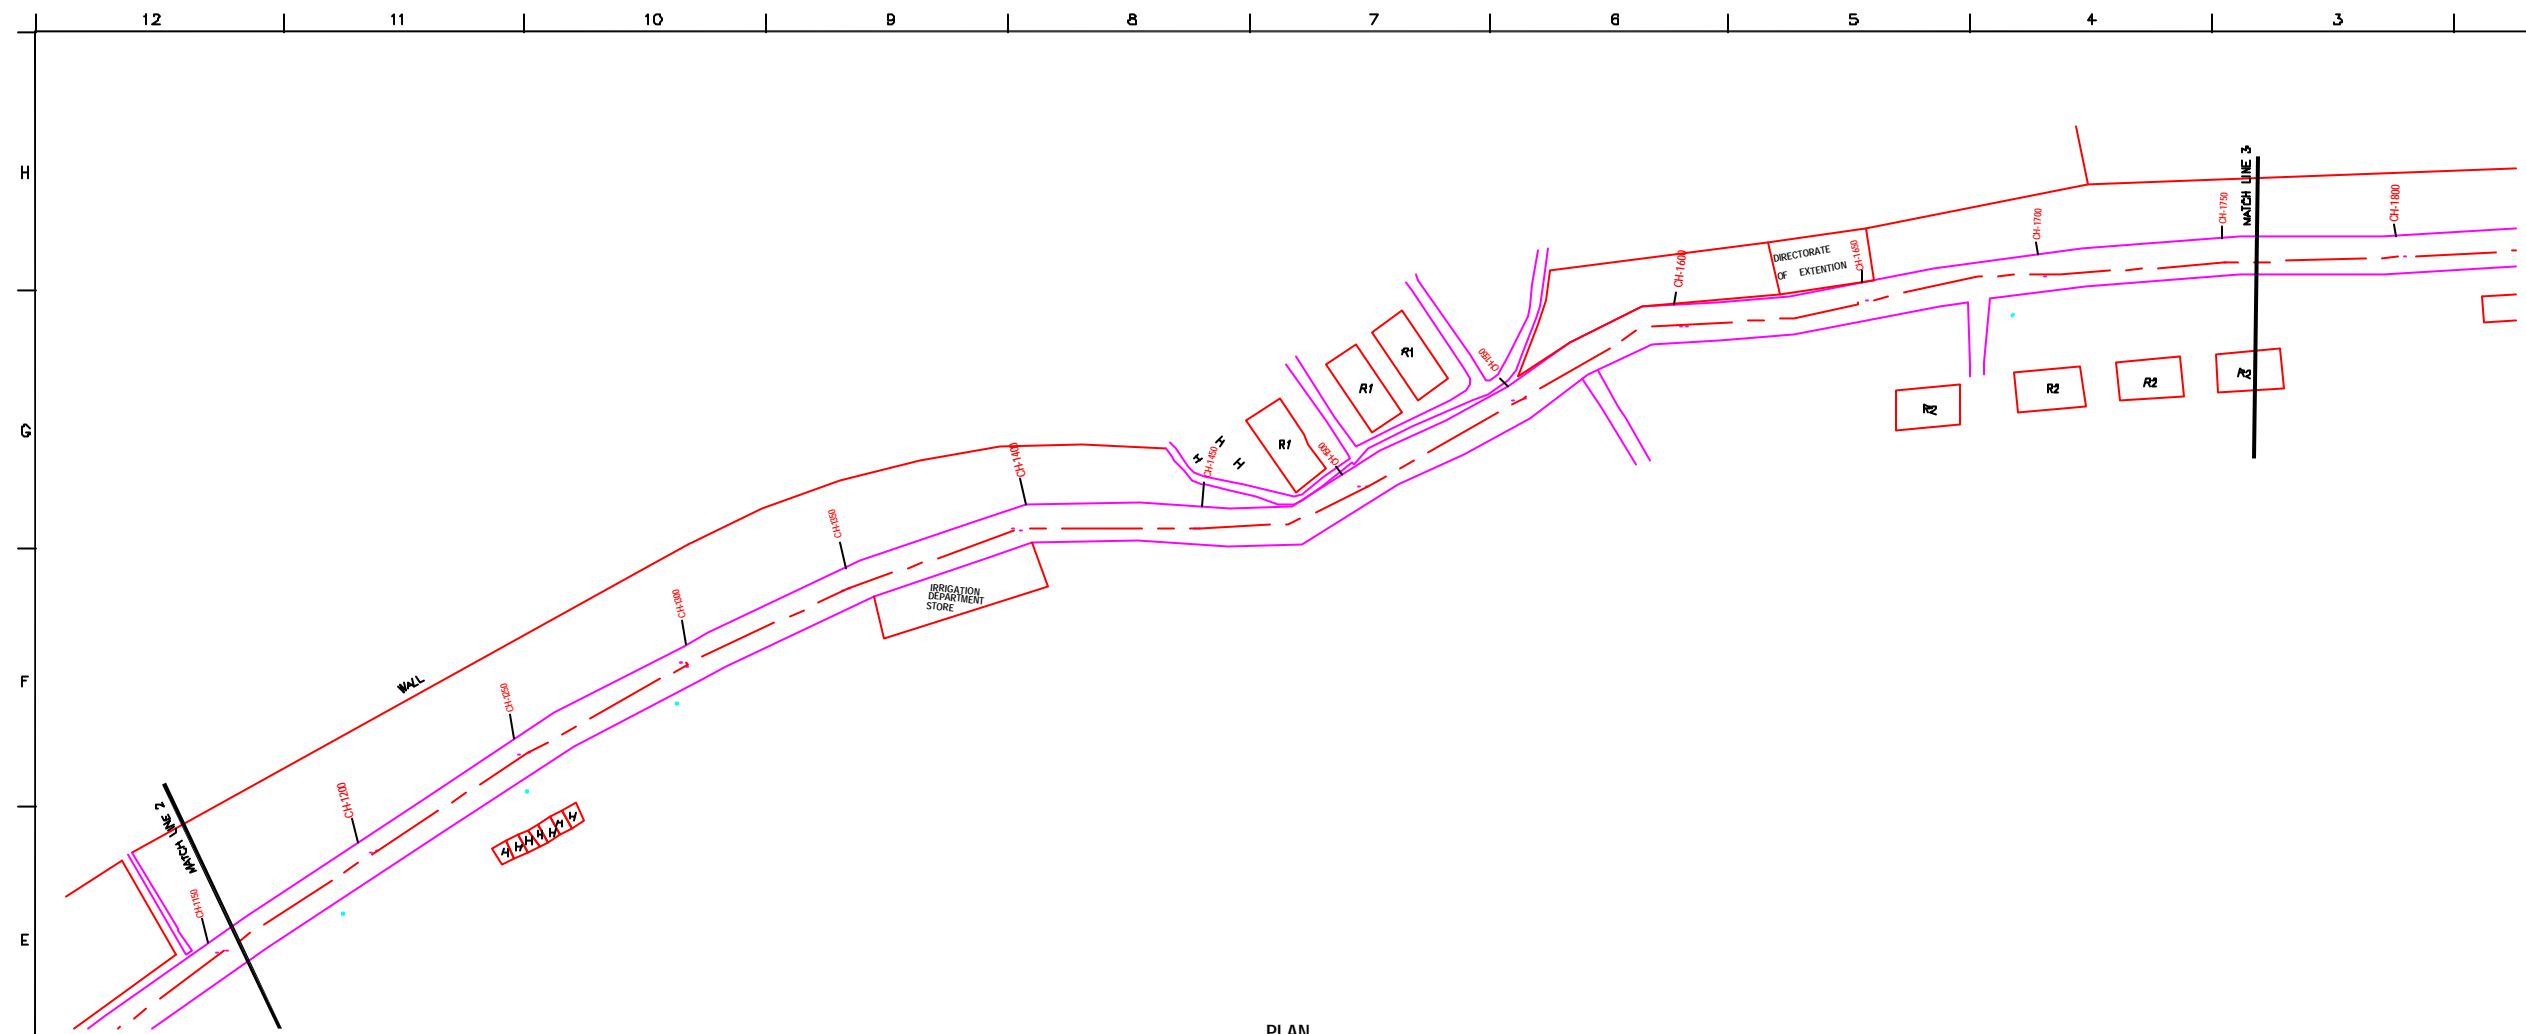 12 11 10 9 8 7 6 5 4 3
H
G
F
E
MATCH LINE 3
CH-1800
CH-1750
CH-1700
CH-1650
DIRECTORATE
OF EXTENTION
CH-1600
CH-1550
R1
R1
R1
R2
R2
R2
R2
H
H
H
CH-1500
CH-1450
CH-1400
CH-1350
IRRIGATION
DEPARTMENT
STORE
CH-1300
WALL
CH-1250
CH-1200
H H H H H H H
MATCH LINE 2
CH-1150
PLAN